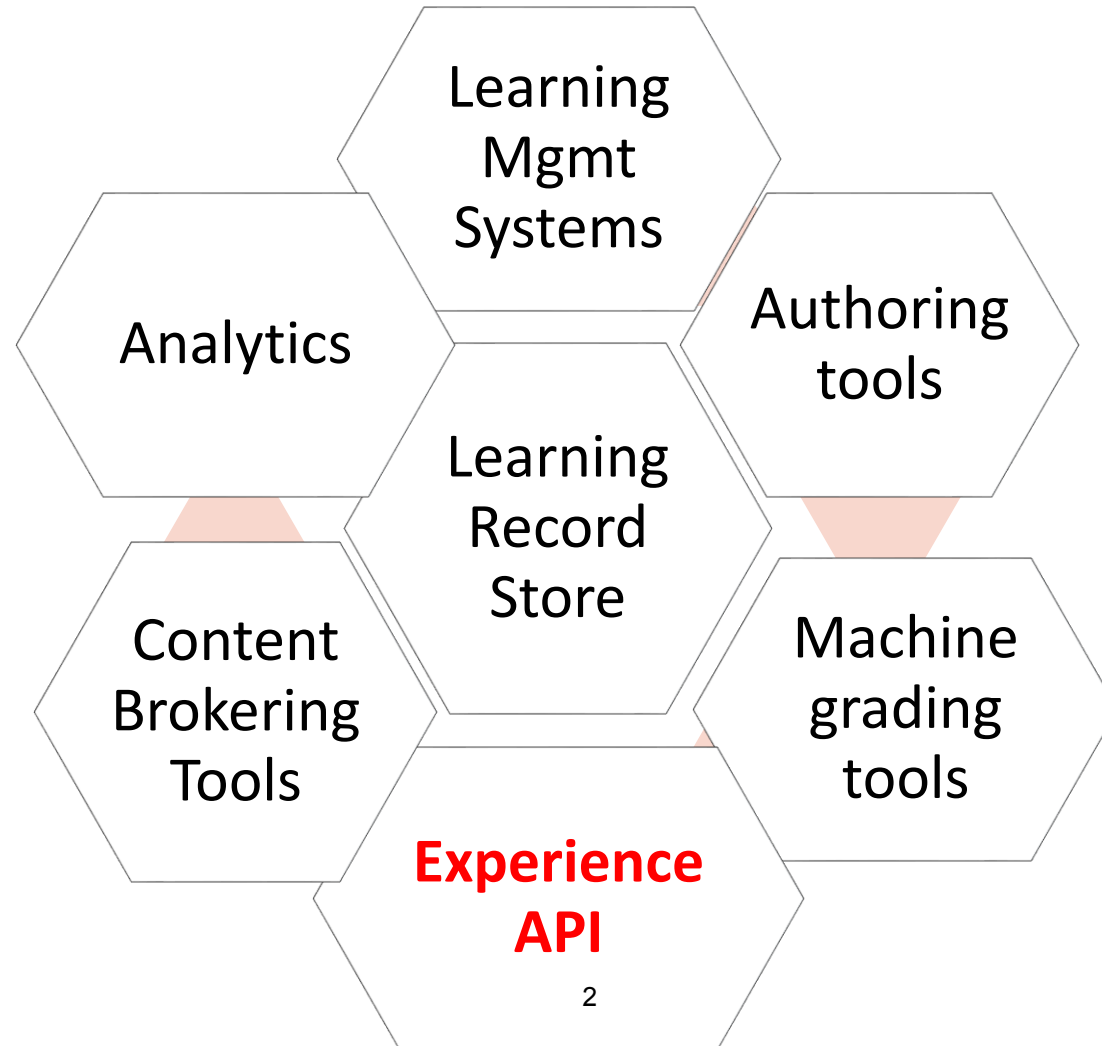 Learning
Mgmt
Systems
Analytics
Authoring
tools
Learning
Record
Store
Content
Brokering
Tools
Machine
grading
tools
Experience
API
2